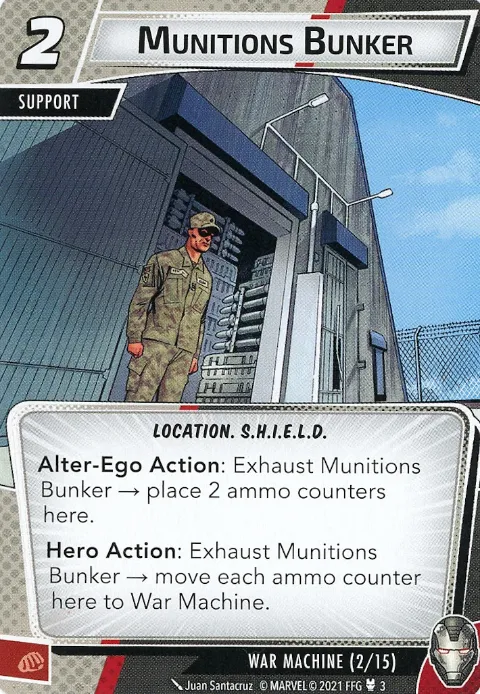 2
MUNITIONS BUNKER
SUPPORT
LOCATION. S.H.I.E.L.D.
Alter-Ego Action: Exhaust Munitions
Bunker → place 2 ammo counters
here.
Hero Action: Exhaust Munitions
Bunker → move each ammo counter
here to War Machine.
WAR MACHINE (2/15)
Juan Santacruz © MARVEL © 2021 FFG 3